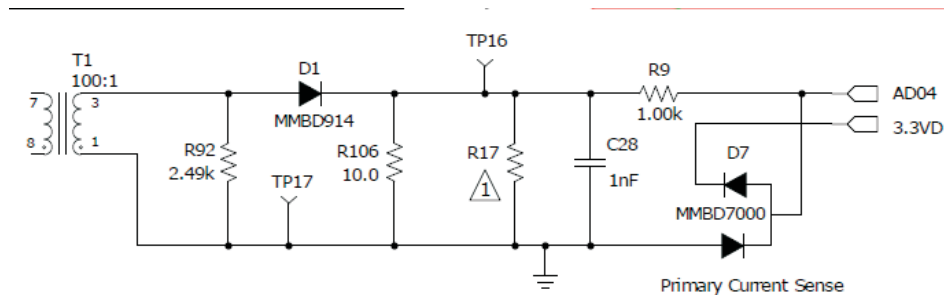 TP16
T1
100:1
D1
R9
7
3
AD04
MMBD914
1.00k
3.3VD
8
1
R92
2.49k
R106
10.0
R17
1
C28
1nF
D7
TP17
MMBD7000
Primary Current Sense